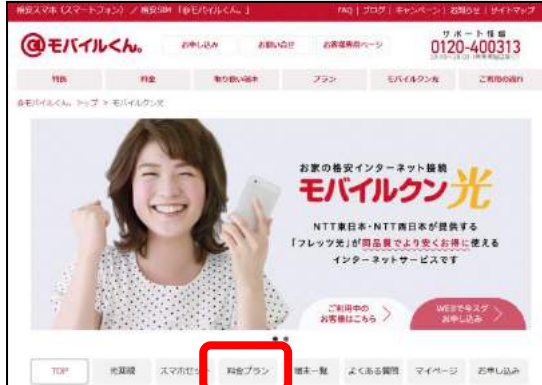 格安スマホ（スマートフォン）／格安SIM「@モバイルくん。」
FAQ | ブログ | キャンペーン | お知らせ | サイトマップ
@モバイルくん。
お申し込み
お問い合せ
お客様専用ページ
サポート情報
0120-400313
特長
料金
取り扱い端末
プラン
モバイルクン光
ご利用の流れ
@モバイルくん。トップ > モバイルクン光
お家の格安インターネット接続
モバイルクン光
NTT東日本・NTT西日本が提供する
「フレッツ光」が同品質でより安くお得に使える
インターネットサービスです
ご利用中の
お客様はこちら
WEBで今スグ
お申し込み
TOP
光回線
スマホセット
料金プラン
端末一覧
よくある質問
マイページ
お申し込み